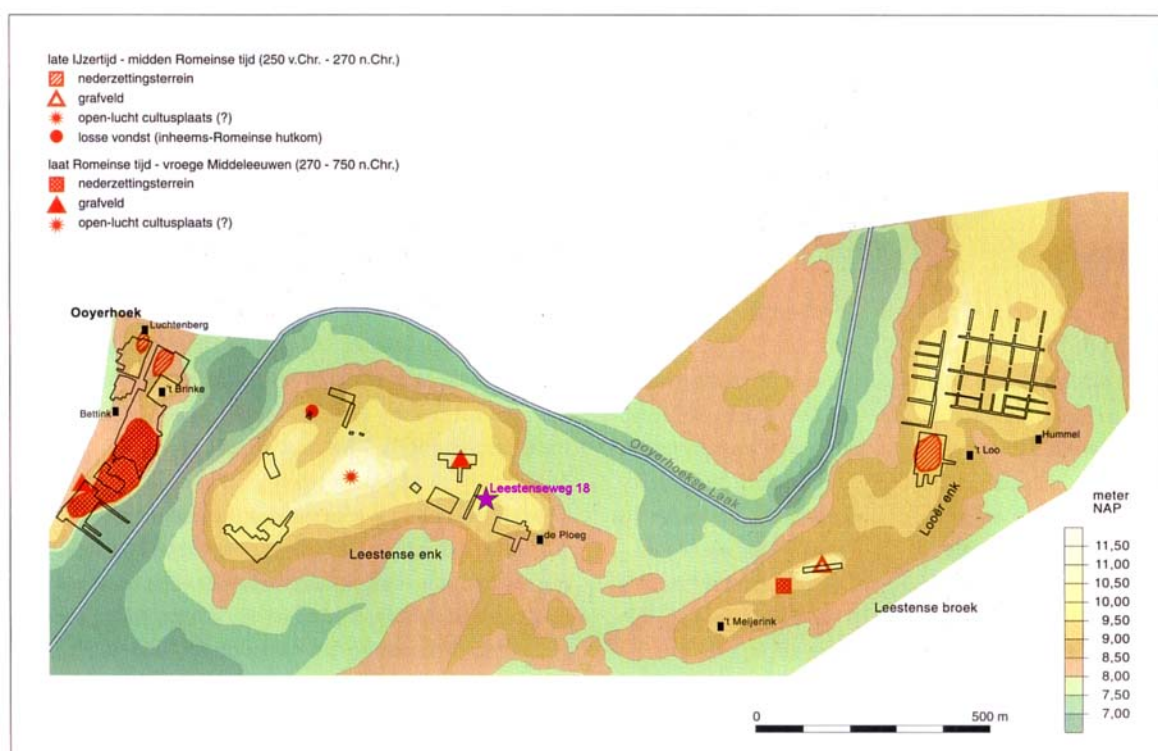 late IJzertijd - midden Romeinse tijd (250 v.Chr. - 270 n.Chr.)
nederzettingsterrein
grafveld
open-lucht cultusplaats (?)
losse vondst (inheems-Romeinse hutkom)
laat Romeinse tijd - vroege Middeleeuwen (270 - 750 n.Chr.)
nederzettingsterrein
grafveld
open-lucht cultusplaats (?)
Ooyerhoek
Luchtenberg
't Brinke
Bettink
Leestenseweg 18
de Ploeg
Leestense enk
Ooyerhoekse Laak
Hummel
't Loo
Looër enk
Leestense broek
't Meijerink
meter
NAP
11,50
11,00
10,50
10,00
9,50
9,00
8,50
8,00
7,50
7,00
0 500 m